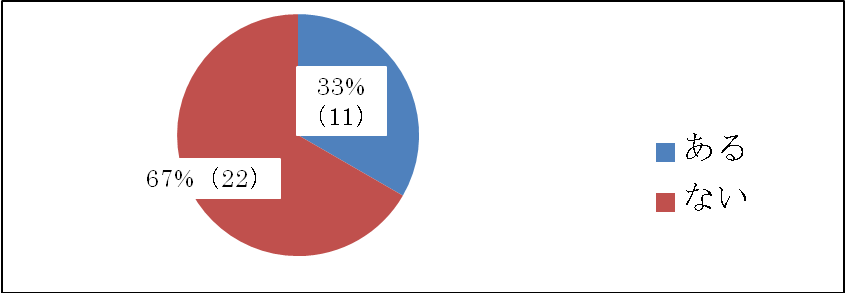 33%
（11）
67%（22）
ある
ない